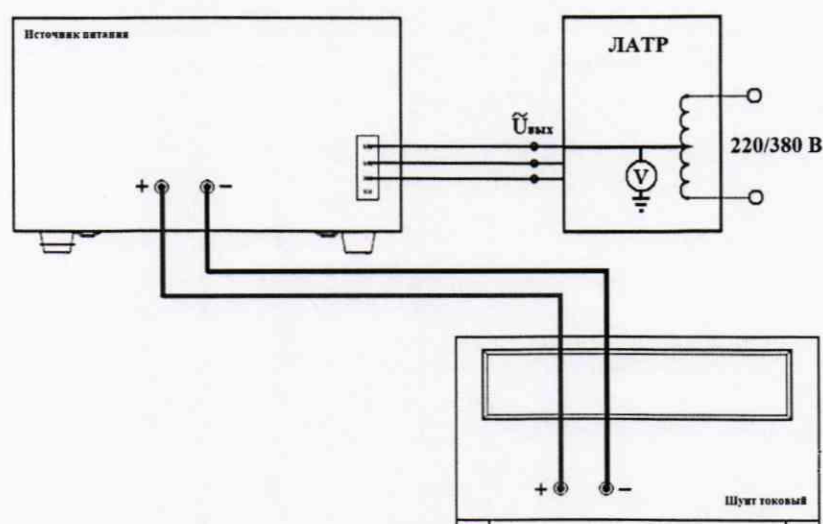 Источник питания
ЛАТР
Ũвых
220/380 В
V
+ −
+ −
Шунт токовый